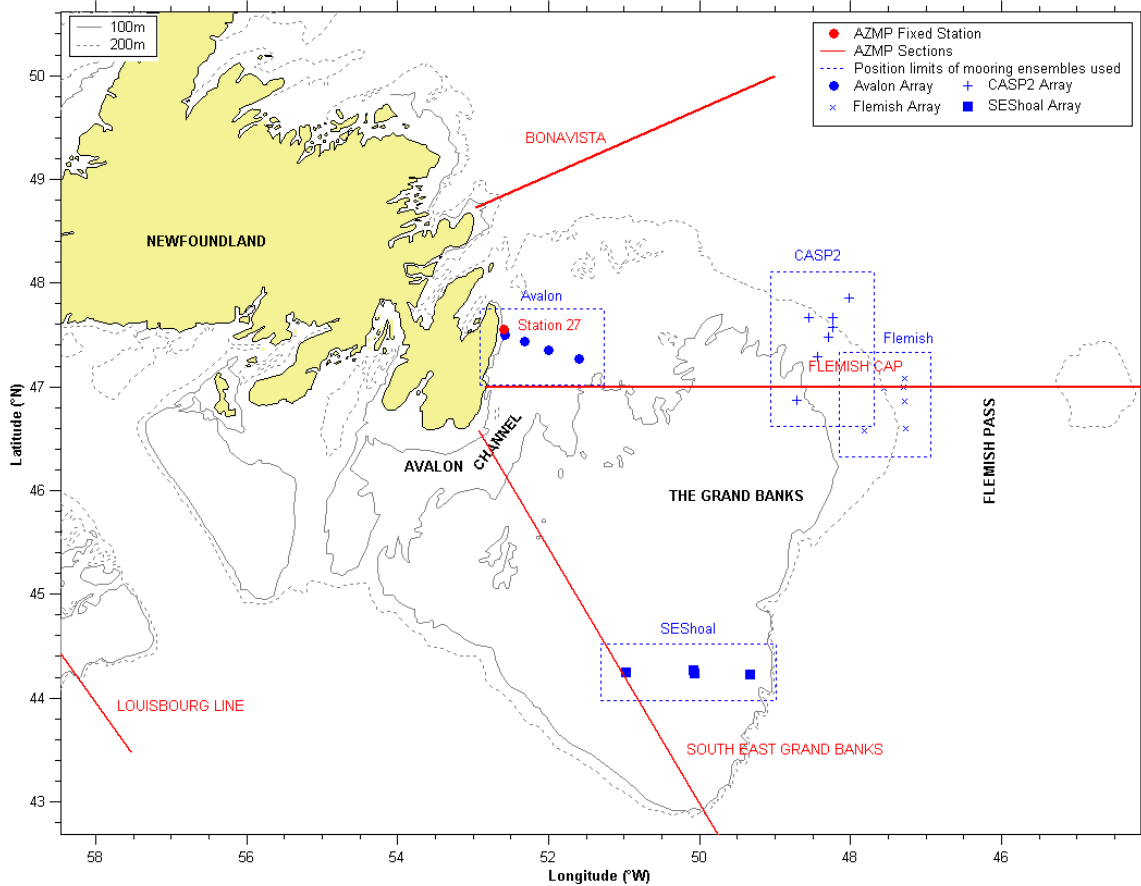 100m
200m
AZMP Fixed Station
AZMP Sections
Position limits of mooring ensembles used
Avalon Array CASP2 Array
Flemish Array SEShoal Array
50
49
48
47
46
45
44
43
Latitude (°N)
BONAVISTA
NEWFOUNDLAND
CASP2
Avalon
Station 27
Flemish
FLEMISH CAP
CHANNEL
AVALON
FLEMISH PASS
THE GRAND BANKS
SEShoal
LOUISBOURG LINE
SOUTH EAST GRAND BANKS
58 56 54 52 50 48 46
Longitude (°W)